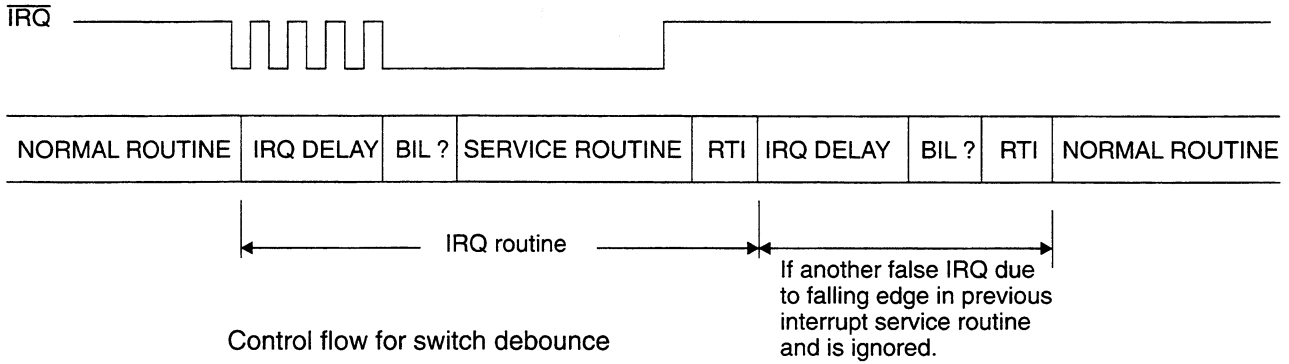 IRQ
NORMAL ROUTINE IRQ DELAY BIL ? SERVICE ROUTINE RTI IRQ DELAY BIL ? RTI NORMAL ROUTINE
IRQ routine
If another false IRQ due
to falling edge in previous
interrupt service routine
and is ignored.
Control flow for switch debounce